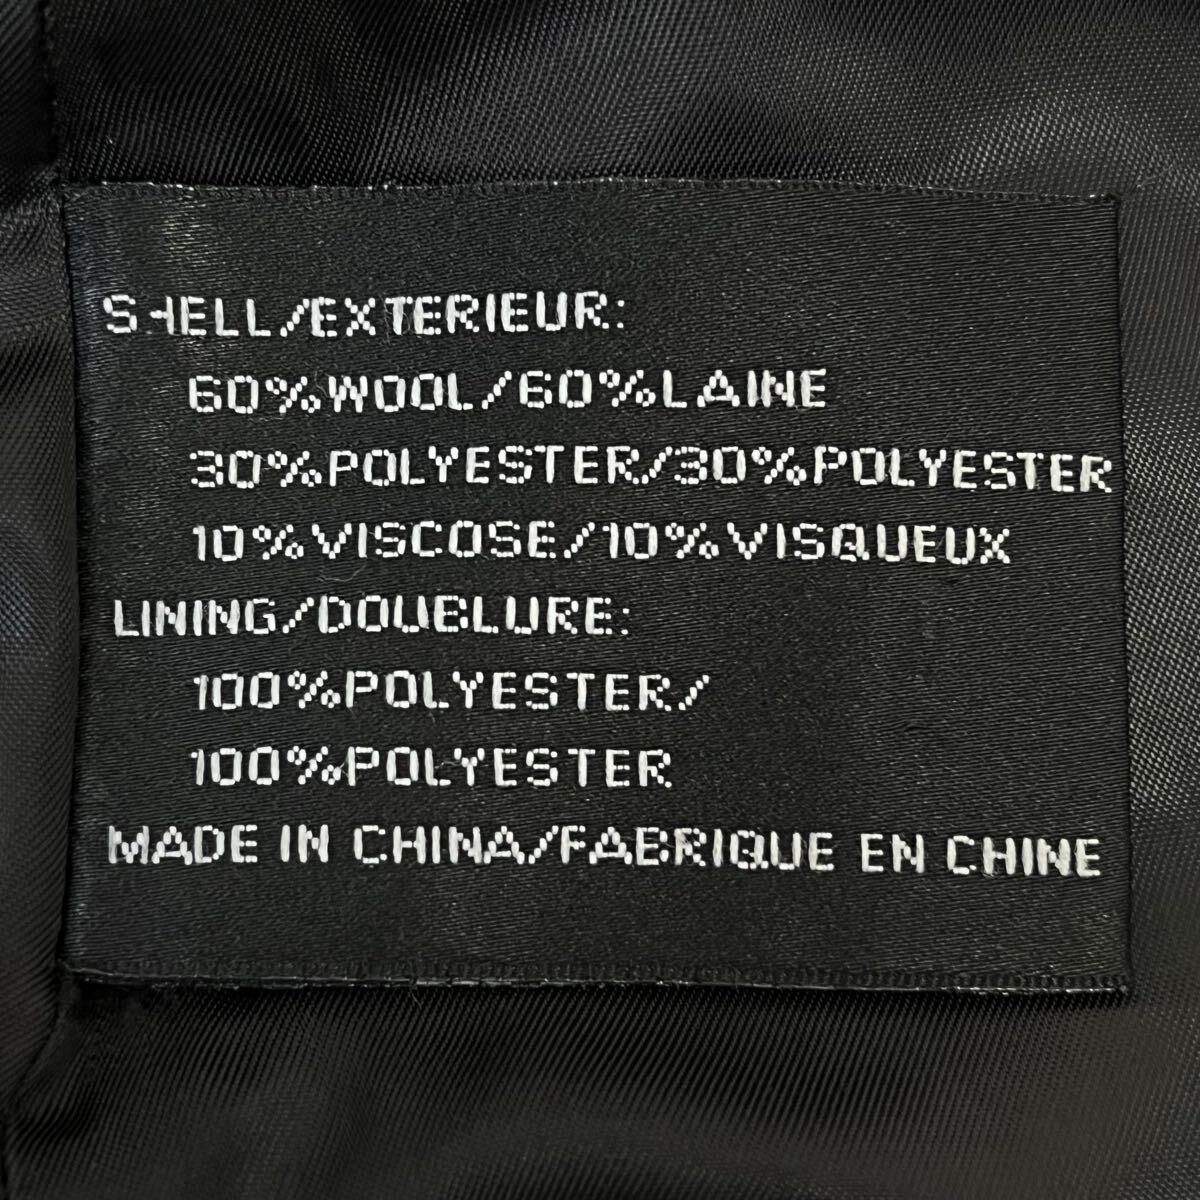 SHELL/EXTERIEUR:
60%WOOL/60%LAINE
30%POLYESTER/30%POLYESTER
10%VISCOSE/10%VISQUEUX
LINING/DOUBLURE:
100%POLYESTER/
100%POLYESTER
MADE IN CHINA/FABRIQUE EN CHINE